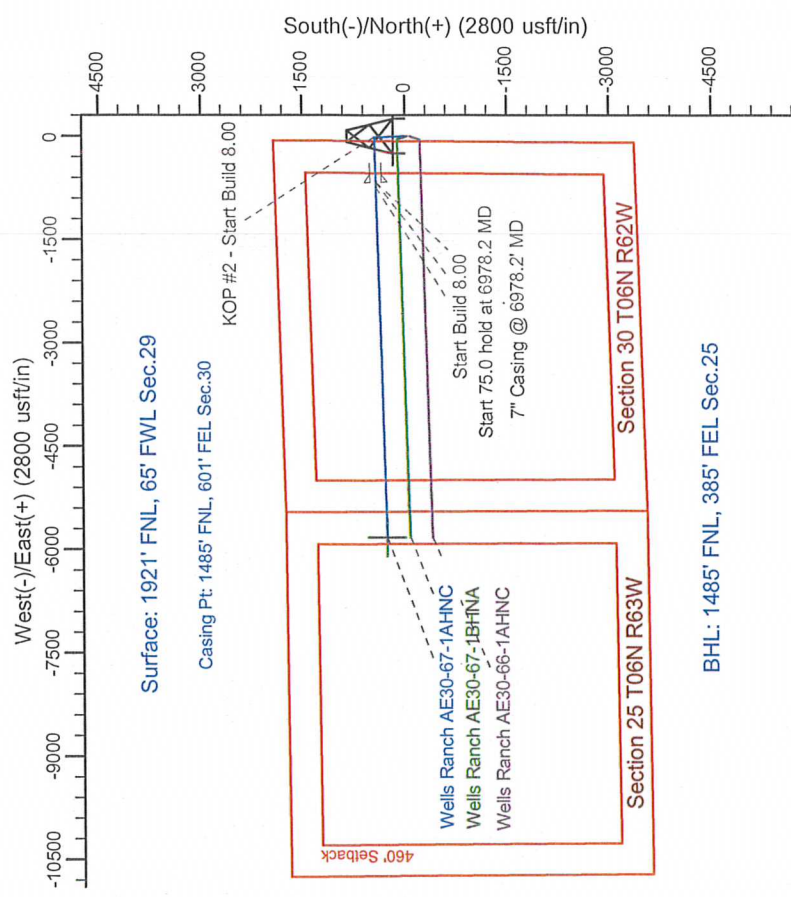 South(-)/North(+) (2800 usft/in)
4500
3000
1500
0
-1500
-3000
-4500
West(-)/East(+) (2800 usft/in)
0
-1500
-3000
-4500
-6000
-7500
-9000
-10500
Surface: 1921' FNL, 65' FWL Sec.29
Casing Pt: 1485' FNL, 601' FEL Sec.30
KOP #2 - Start Build 8.00
Start Build 8.00
Start 75.0 hold at 6978.2 MD
7" Casing @ 6978.2' MD
Section 30 T06N R62W
BHL: 1485' FNL, 385' FEL Sec.25
Wells Ranch AE30-67-1AHNC
Wells Ranch AE30-67-1BHNA
Wells Ranch AE30-66-1AHNC
Section 25 T06N R63W
460' Setback